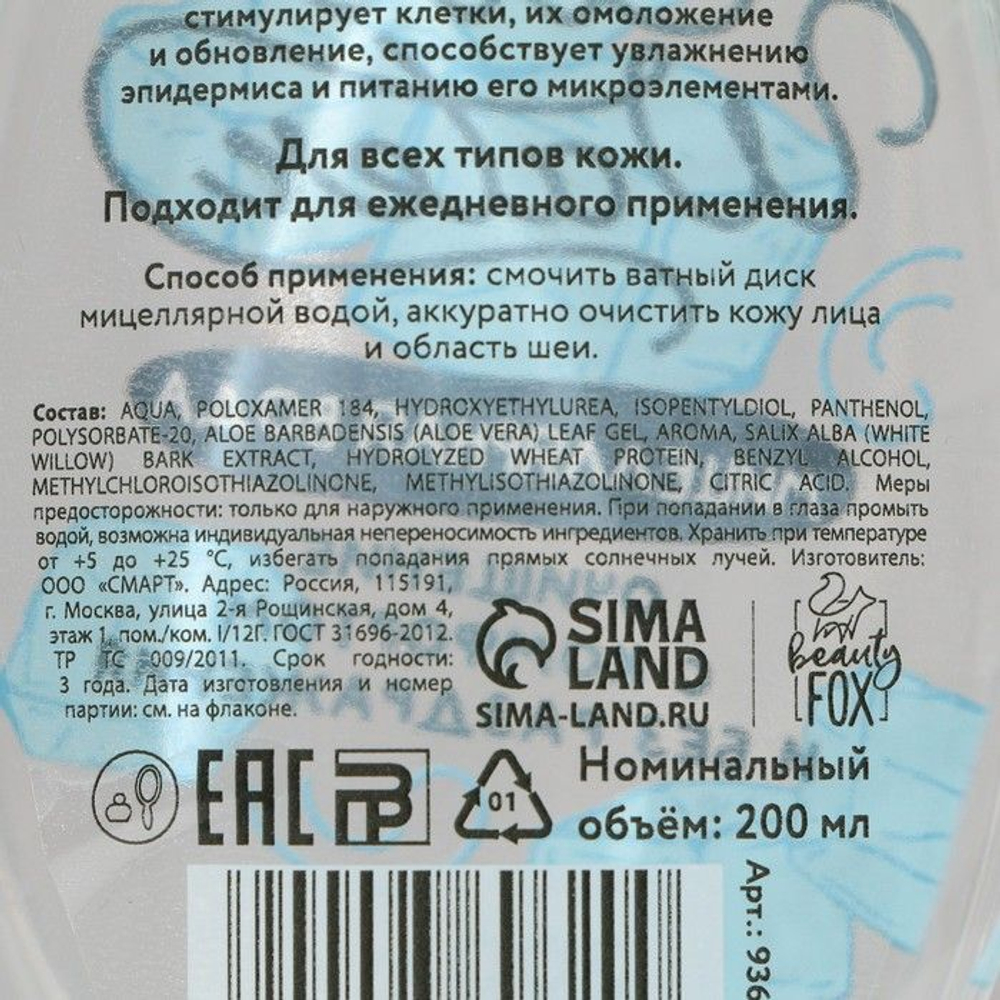 стимулирует клетки, их омоложение
и обновление, способствует увлажнению
эпидермиса и питанию его микроэлементами.
Для всех типов кожи.
Подходит для ежедневного применения.
Способ применения: смочить ватный диск
мицеллярной водой, аккуратно очистить кожу лица
и область шеи.
Состав: AQUA, POLOXAMER 184, HYDROXYETHYLUREA, ISOPENTYLDIOL, PANTHENOL,
POLYSORBATE-20, ALOE BARBADENSIS (ALOE VERA) LEAF GEL, AROMA, SALIX ALBA (WHITE
WILLOW) BARK EXTRACT, HYDROLYZED WHEAT PROTEIN, BENZYL ALCOHOL,
METHYLCHLOROISOTHIAZOLINONE, METHYLISOTHIAZOLINONE, CITRIC ACID. Меры
предосторожности: только для наружного применения. При попадании в глаза промыть
водой, возможна индивидуальная непереносимость ингредиентов. Хранить при температуре
от +5 до +25 °C, избегать попадания прямых солнечных лучей. Изготовитель:
ООО «СМАРТ». Адрес: Россия, 115191,
г. Москва, улица 2-я Рощинская, дом 4,
этаж 1, пом./ком. I/12Г. ГОСТ 31696-2012.
ТР ТС 009/2011. Срок годности:
3 года. Дата изготовления и номер
партии: см. на флаконе.
SIMA
LAND
SIMA-LAND.RU
beauty
FOX
EAC
01
Номинальный
объём: 200 мл
Арт.: 936